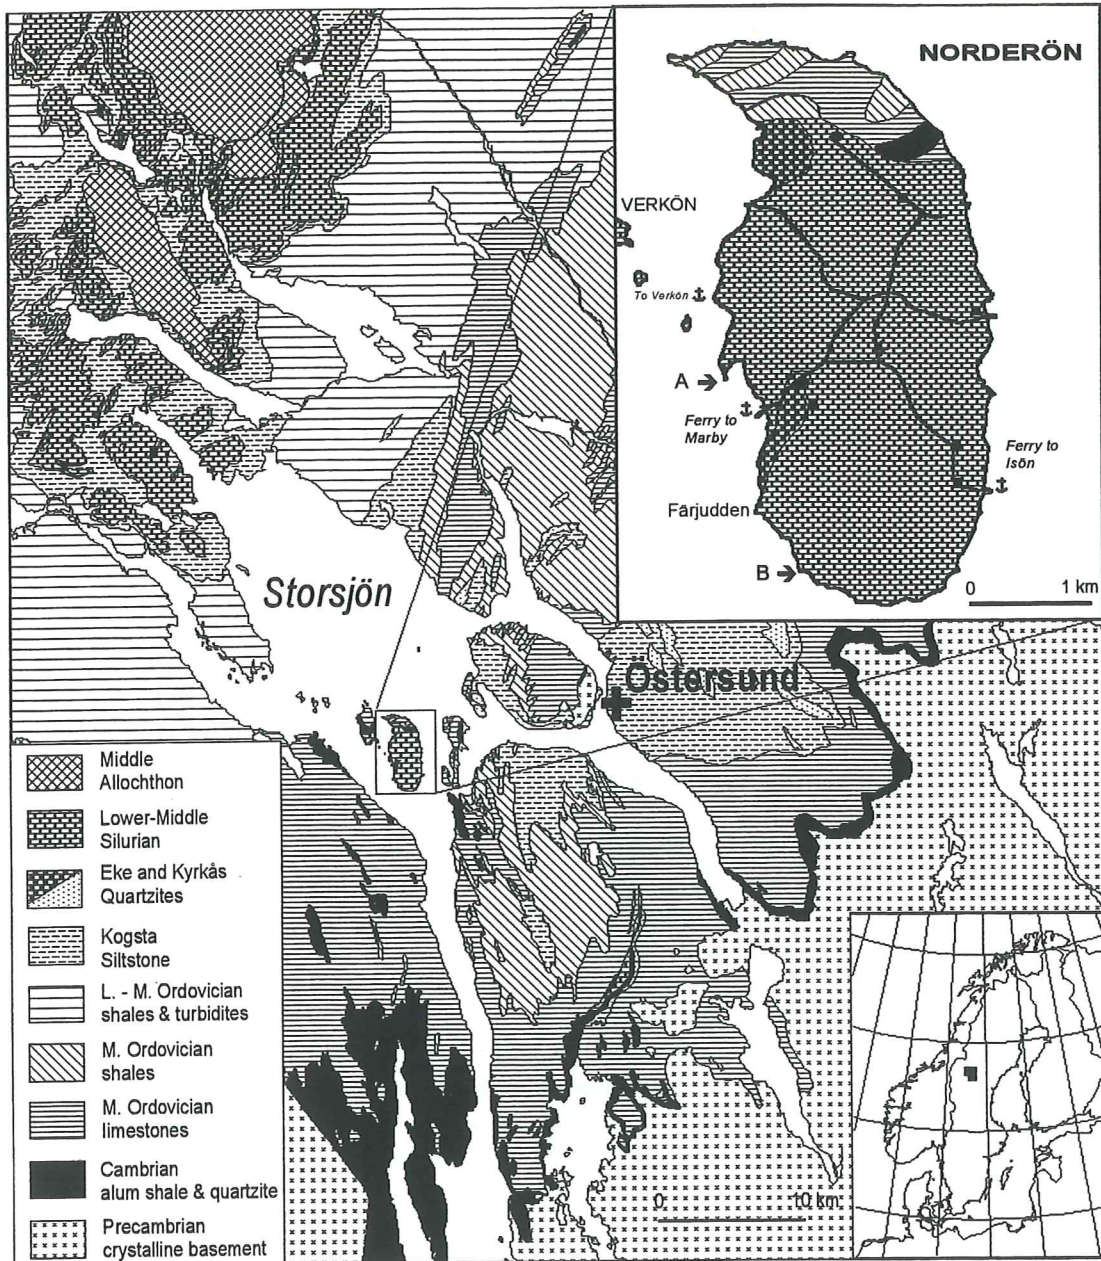 NORDERÖN
VERKÖN
To Verkön
A
Ferry to
Marby
Ferry to
Isön
Färjudden
B
0 1 km
Storsjön
Östersund
Middle
Allochthon
Lower-Middle
Silurian
Eke and Kyrkås
Quartzites
Kogsta
Siltstone
L. - M. Ordovician
shales & turbidites
M. Ordovician
shales
M. Ordovician
limestones
Cambrian
alum shale & quartzite
Precambrian
crystalline basement
0 10 km